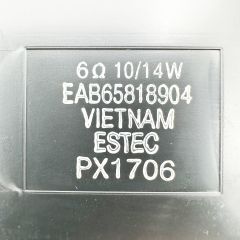 6Ω 10/14W
EAB65818904
VIETNAM
ESTEC
PX1706